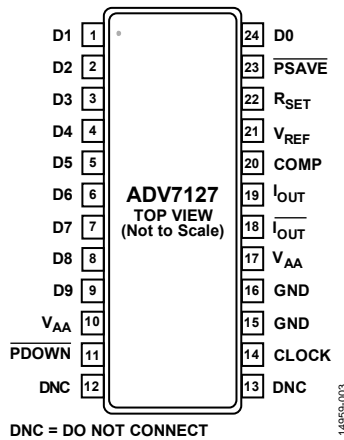 D1 1 24 D0
D2 2 23 PSAVE
D3 3 22 RSET
D4 4 21 VREF
D5 5 20 COMP
D6 6 ADV7127 19 IOUT
TOP VIEW
D7 7 (Not to Scale) 18 IOUT
D8 8 17 VAA
D9 9 16 GND
VAA 10 15 GND
PDOWN 11 14 CLOCK
DNC 12 13 DNC
DNC = DO NOT CONNECT
14959-003